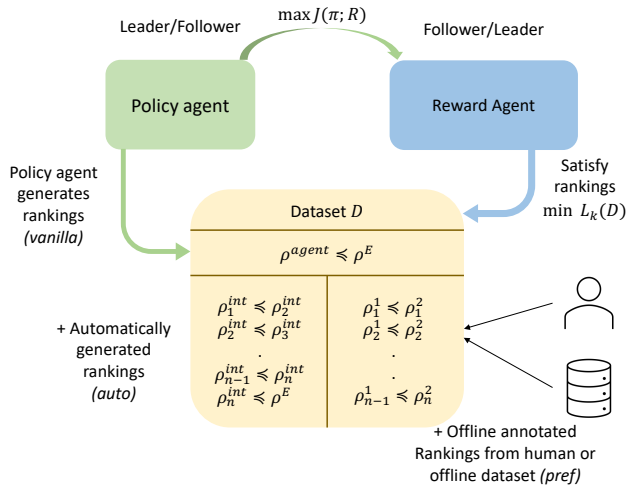 max J(π; R)
Leader/Follower
Follower/Leader
Policy agent
Reward Agent
Policy agent
generates
rankings
(vanilla)
Satisfy
rankings
min L_k(D)
Dataset D
ρ^{agent} ≼ ρ^E
ρ_1^{int} ≼ ρ_2^{int}
ρ_2^{int} ≼ ρ_3^{int}
.
ρ_{n-1}^{int} ≼ ρ_n^{int}
ρ_n^{int} ≼ ρ^E
ρ_1^1 ≼ ρ_1^2
ρ_2^1 ≼ ρ_2^2
.
.
ρ_{n-1}^1 ≼ ρ_n^2
+ Automatically
generated
rankings
(auto)
+ Offline annotated
Rankings from human or
offline dataset (pref)